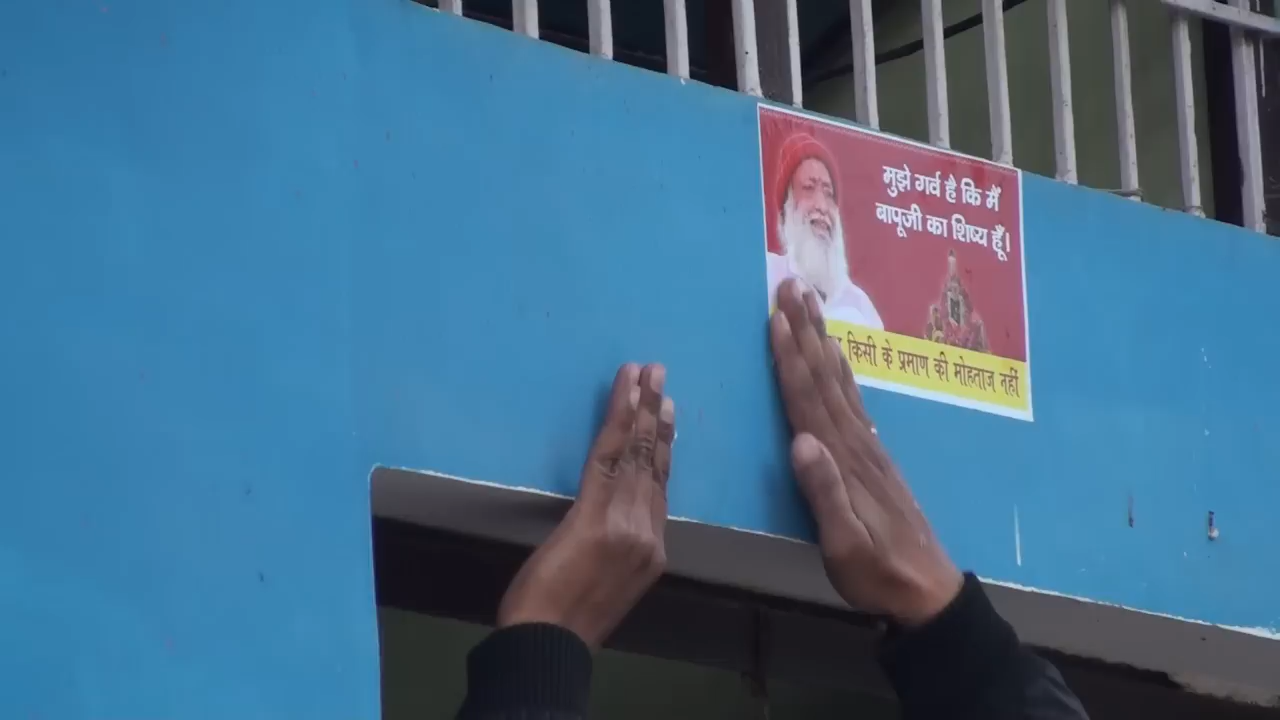 मुझे गर्व है कि मैं
बापूजी का शिष्य हूँ।
किसी के प्रमाण की मोहताज नहीं